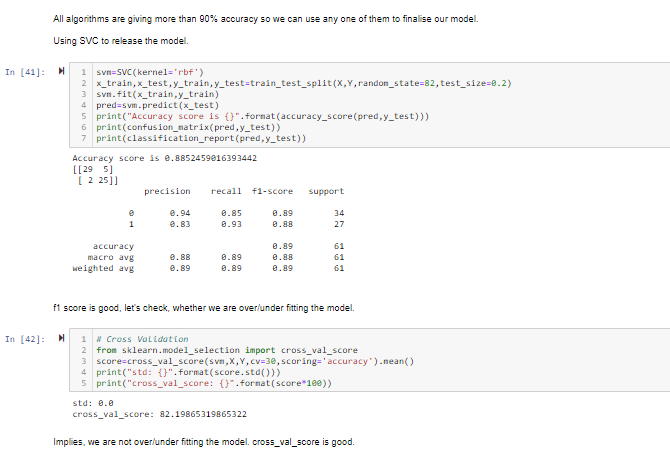 All algorithms are giving more than 90% accuracy so we can use any one of them to finalise our model.
Using SVC to release the model.
In [41]:
1 svm=SVC(kernel='rbf')
2 x_train,x_test,y_train,y_test=train_test_split(X,Y,random_state=82,test_size=0.2)
3 svm.fit(x_train,y_train)
4 pred=svm.predict(x_test)
5 print("Accuracy score is {}".format(accuracy_score(pred,y_test)))
6 print(confusion_matrix(pred,y_test))
7 print(classification_report(pred,y_test))
Accuracy score is 0.8852459016393442
[[29 5]
[ 2 25]]
precision recall f1-score support
0 0.94 0.85 0.89 34
1 0.83 0.93 0.88 27
accuracy 0.89 61
macro avg 0.88 0.89 0.88 61
weighted avg 0.89 0.89 0.89 61
f1 score is good, let's check, whether we are over/under fitting the model.
In [42]:
1 # Cross Validation
2 from sklearn.model_selection import cross_val_score
3 score=cross_val_score(svm,X,Y,cv=30,scoring='accuracy').mean()
4 print("std: {}".format(score.std()))
5 print("cross_val_score: {}".format(score*100))
std: 0.0
cross_val_score: 82.19865319865322
Implies, we are not over/under fitting the model. cross_val_score is good.